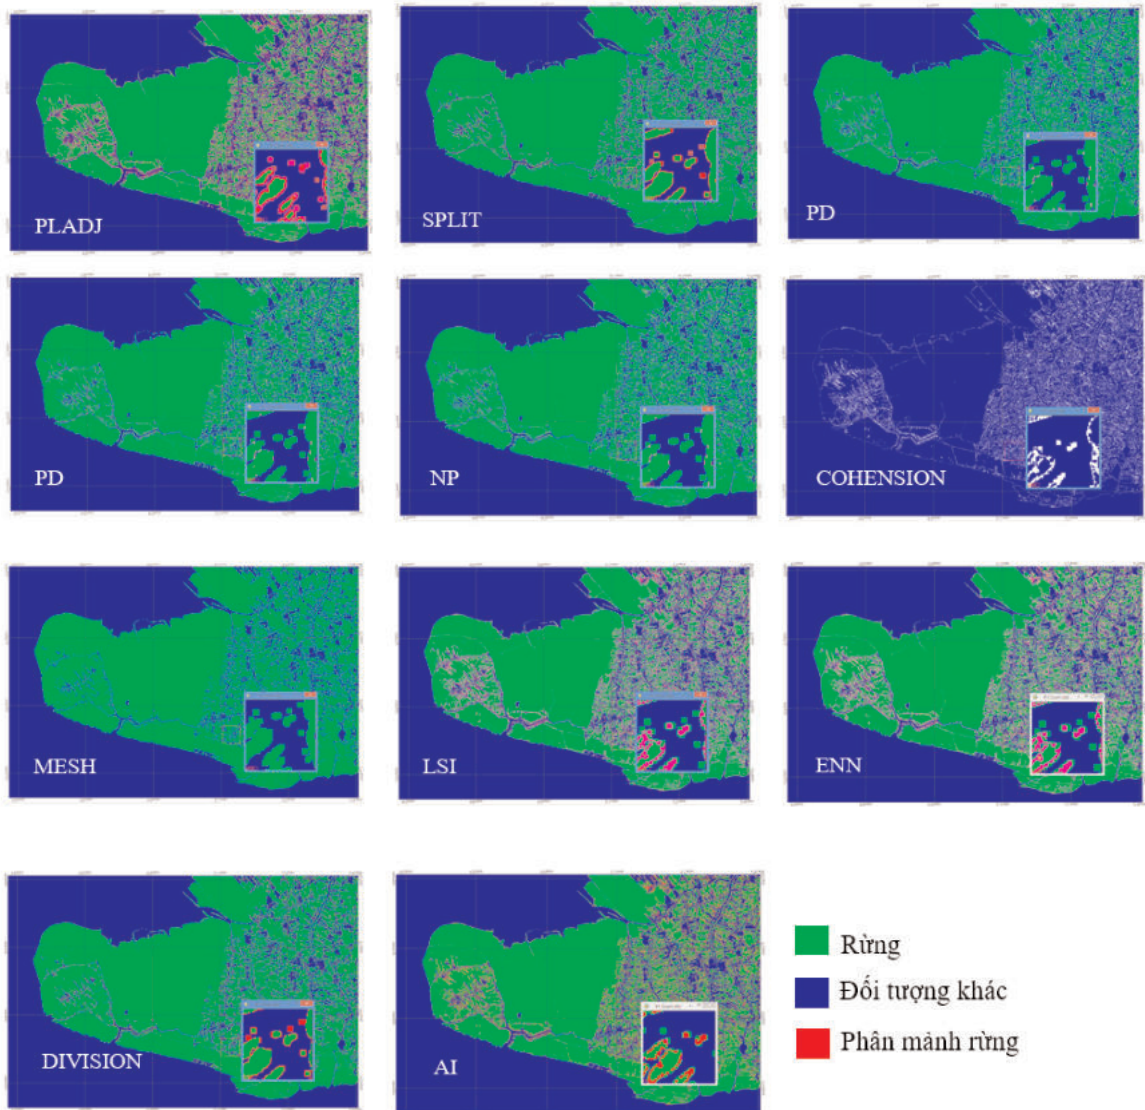 PLADJ
SPLIT
PD
PD
NP
COHENSION
MESH
LSI
ENN
DIVISION
AI
Rừng
Đối tượng khác
Phân mảnh rừng